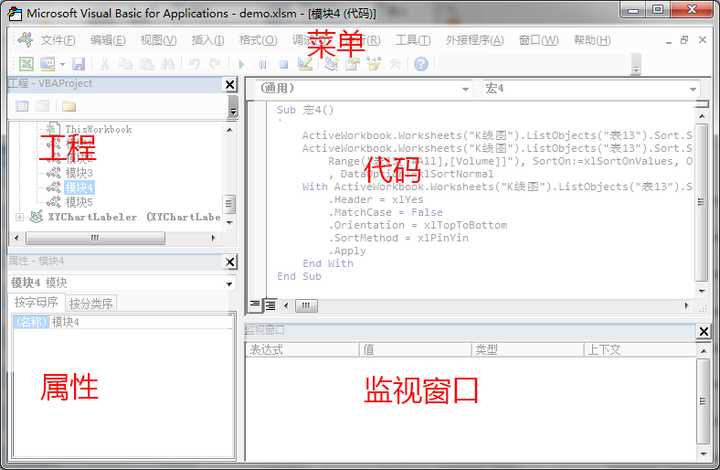 Microsoft Visual Basic for Applications - demo.xlsm - [模块4 (代码)]
文件(F) 编辑(E) 视图(V) 插入(I) 格式(O) 工具(T) 外接程序(A) 窗口(W) 帮助(H)
菜单
工程 - VBAProject
ThisWorkbook
模块3
模块4
模块5
XYChartLabeler (XYChartLabe
工程
(通用) 宏4
Sub 宏4()
'
ActiveWorkbook.Worksheets("K线图").ListObjects("表13").Sort.S
ActiveWorkbook.Worksheets("K线图").ListObjects("表13").Sort.S
Range( All],[Volume]]"), SortOn:=xlSortOnValues, O
, Data xlSortNormal
With ActiveWorkbook.Worksheets("K线图").ListObjects("表13").S
.Header = xlYes
.MatchCase = False
.Orientation = xlTopToBottom
.SortMethod = xlPinYin
.Apply
End With
End Sub
代码
属性 - 模块4
模块4 模块
按字母序 按分类序
(名称) 模块4
属性
监视窗口
表达式 值 类型 上下文
监视窗口